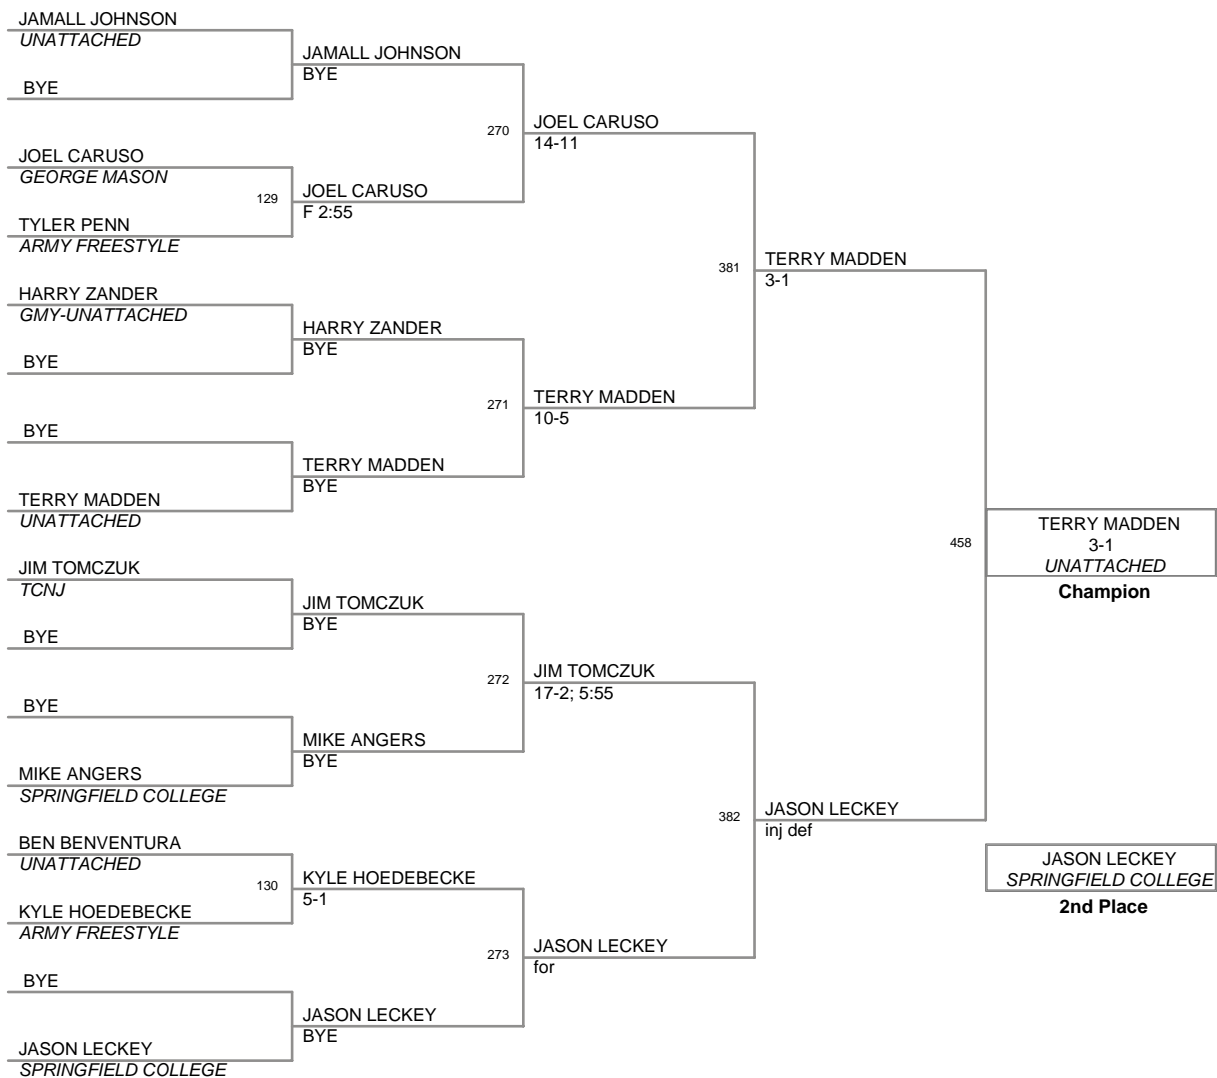 JAMALL JOHNSON
UNATTACHED
BYE
JOEL CARUSO
GEORGE MASON
TYLER PENN
ARMY FREESTYLE
HARRY ZANDER
GMY-UNATTACHED
BYE
BYE
TERRY MADDEN
UNATTACHED
JIM TOMCZUK
TCNJ
BYE
BYE
MIKE ANGERS
SPRINGFIELD COLLEGE
BEN BENVENTURA
UNATTACHED
KYLE HOEDEBECKE
ARMY FREESTYLE
BYE
JASON LECKEY
SPRINGFIELD COLLEGE
JAMALL JOHNSON
BYE
129
JOEL CARUSO
F 2:55
HARRY ZANDER
BYE
TERRY MADDEN
BYE
JIM TOMCZUK
BYE
MIKE ANGERS
BYE
130
KYLE HOEDEBECKE
5-1
JASON LECKEY
BYE
270
JOEL CARUSO
14-11
271
TERRY MADDEN
10-5
272
JIM TOMCZUK
17-2; 5:55
273
JASON LECKEY
for
381
TERRY MADDEN
3-1
382
JASON LECKEY
inj def
458
TERRY MADDEN
3-1
UNATTACHED
Champion
JASON LECKEY
SPRINGFIELD COLLEGE
2nd Place